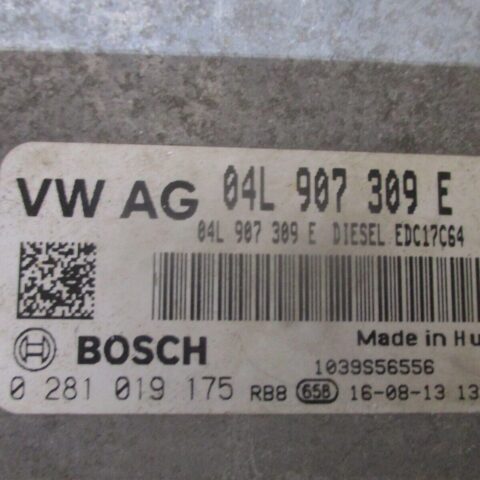 VW AG 04L 907 309 E
04L 907 309 E DIESEL EDC17C64
Made in Hu
BOSCH
1039S56556
0 281 019 175 RB8 65B 16-08-13 13